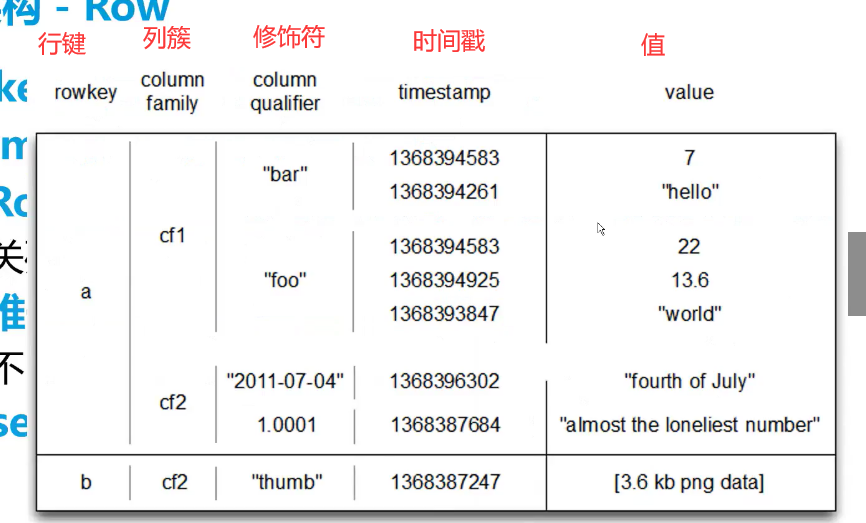 构 - Row
行键 列簇 修饰符 时间戳 值
rowkey column family column qualifier timestamp value
"bar" 1368394583 7
1368394261 "hello"
cf1
1368394583 22
a "foo" 1368394925 13.6
1368393847 "world"
"2011-07-04" 1368396302 "fourth of July"
cf2
1.0001 1368387684 "almost the loneliest number"
b cf2 "thumb" 1368387247 [3.6 kb png data]
ke
m
Ro
关
准
不
se